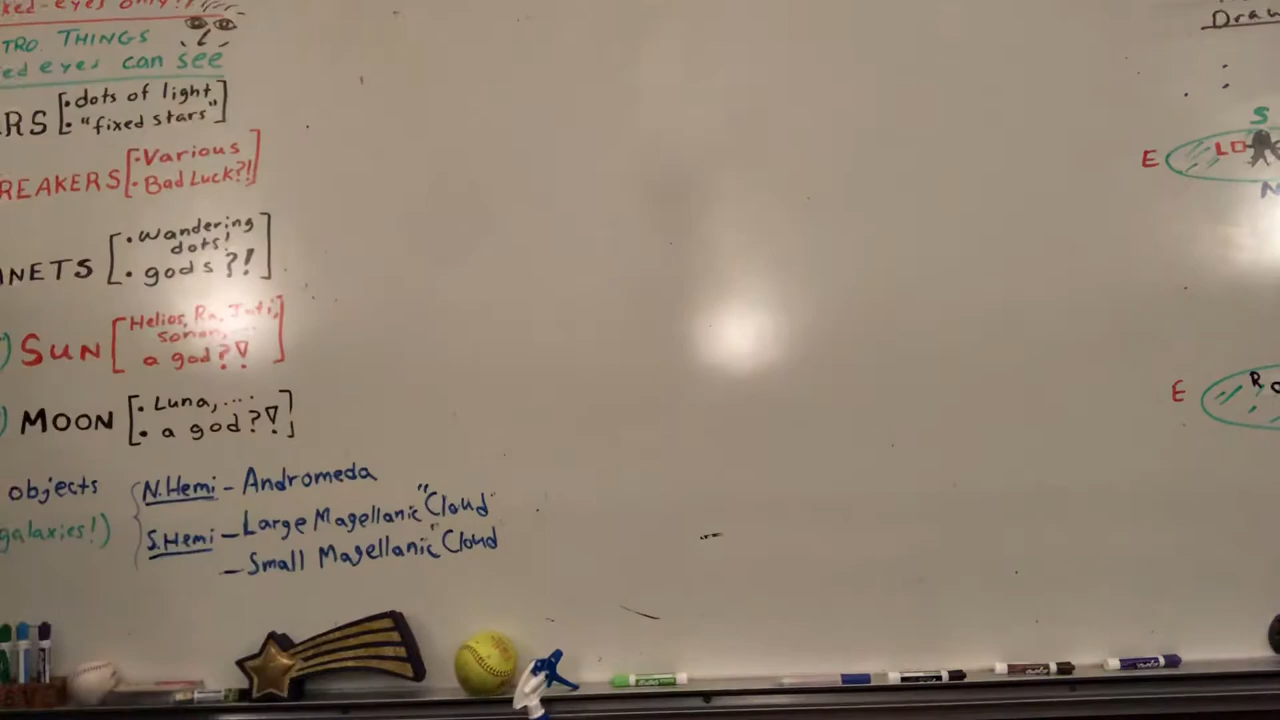 ked-eyes only!!
TRO. THINGS
ed eyes can see
RS [• dots of light
• "fixed stars"]
REAKERS [• Various
• Bad Luck?!]
NETS [• Wandering
dots!
• gods?!]
) SUN [Helios, Ra, Inti,
a god?!]
) MOON [• Luna,...
• a god?!]
objects
galaxies!)
N.Hemi - Andromeda
S.Hemi - Large Magellanic "Cloud"
- Small Magellanic "Cloud
Draw
S
E
L
N
E
R